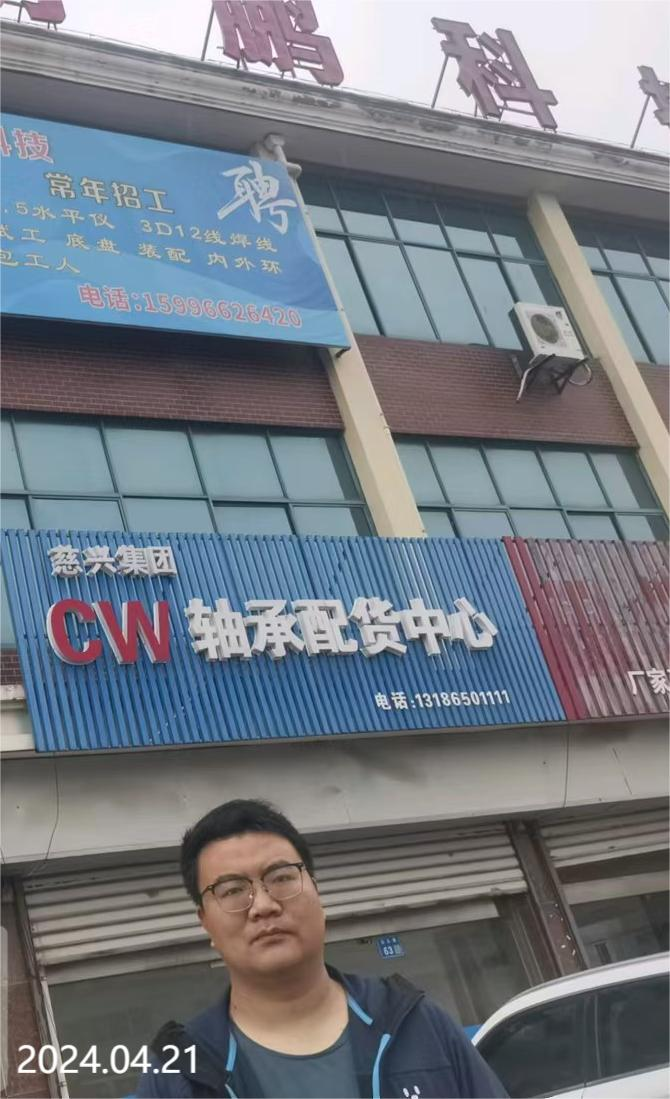 鹏科技
科技
聘
常年招工
.5水平仪 3D12线焊线
试工 底盘 装配 内外环
包工人
电话:15996626420
慈兴集团
CW 轴承配货中心
电话:13186501111
厂家
63
2024.04.21